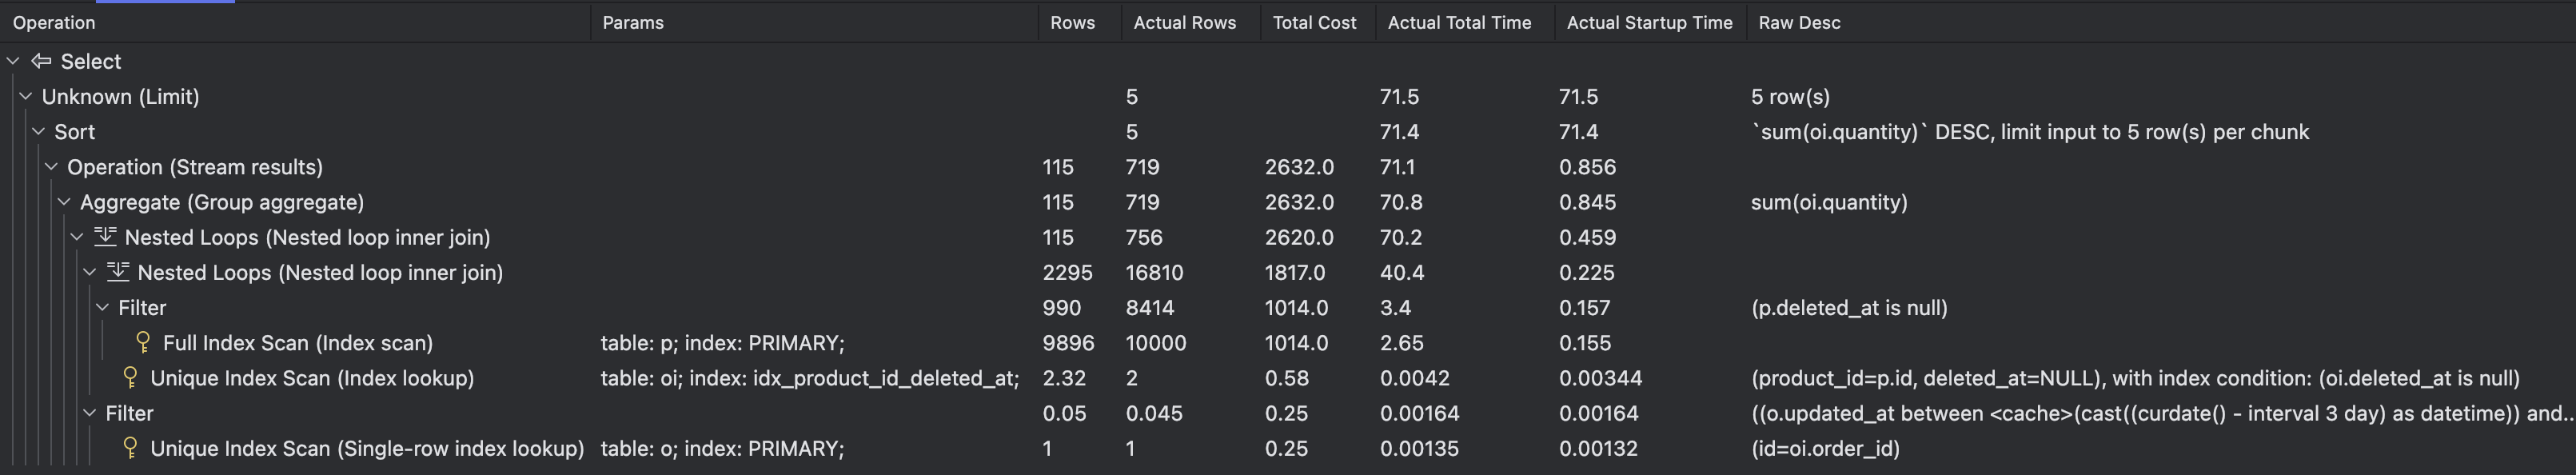 Operation Params Rows Actual Rows Total Cost Actual Total Time Actual Startup Time Raw Desc
Select
Unknown (Limit) 5 71.5 71.5 5 row(s)
Sort 5 71.4 71.4 `sum(oi.quantity)` DESC, limit input to 5 row(s) per chunk
Operation (Stream results) 115 719 2632.0 71.1 0.856
Aggregate (Group aggregate) 115 719 2632.0 70.8 0.845 sum(oi.quantity)
Nested Loops (Nested loop inner join) 115 756 2620.0 70.2 0.459
Nested Loops (Nested loop inner join) 2295 16810 1817.0 40.4 0.225
Filter 990 8414 1014.0 3.4 0.157 (p.deleted_at is null)
Full Index Scan (Index scan) table: p; index: PRIMARY; 9896 10000 1014.0 2.65 0.155
Unique Index Scan (Index lookup) table: oi; index: idx_product_id_deleted_at; 2.32 2 0.58 0.0042 0.00344 (product_id=p.id, deleted_at=NULL), with index condition: (oi.deleted_at is null)
Filter 0.05 0.045 0.25 0.00164 0.00164 ((o.updated_at between <cache>(cast((curdate() - interval 3 day) as datetime)) and..
Unique Index Scan (Single-row index lookup) table: o; index: PRIMARY; 1 1 0.25 0.00135 0.00132 (id=oi.order_id)